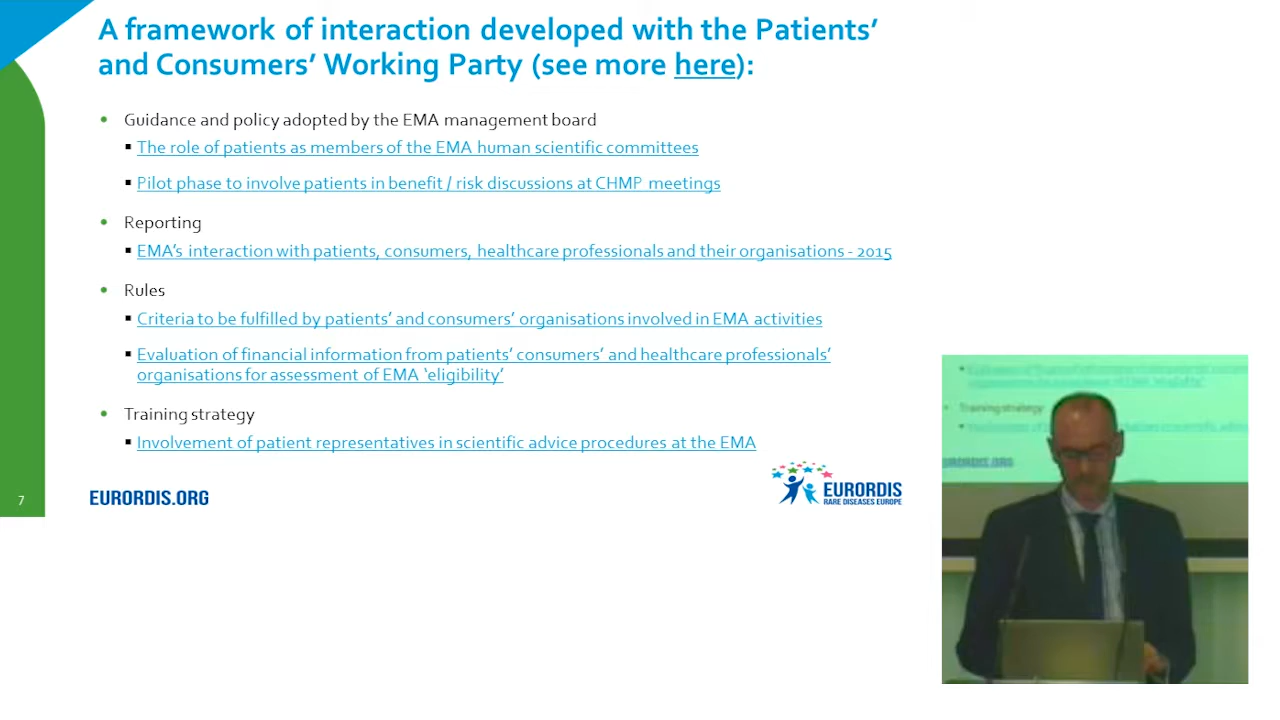 A framework of interaction developed with the Patients’
and Consumers’ Working Party (see more here):
• Guidance and policy adopted by the EMA management board
▪ The role of patients as members of the EMA human scientific committees
▪ Pilot phase to involve patients in benefit / risk discussions at CHMP meetings
• Reporting
▪ EMA’s interaction with patients, consumers, healthcare professionals and their organisations - 2015
• Rules
▪ Criteria to be fulfilled by patients’ and consumers’ organisations involved in EMA activities
▪ Evaluation of financial information from patients’ consumers’ and healthcare professionals’
organisations for assessment of EMA ‘eligibility’
• Training strategy
▪ Involvement of patient representatives in scientific advice procedures at the EMA
7
EURORDIS.ORG
EURORDIS
RARE DISEASES EUROPE
Training strategy